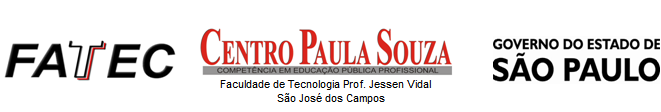 FATEC
CENTRO PAULA SOUZA
COMPETÊNCIA EM EDUCAÇÃO PÚBLICA PROFISSIONAL
Faculdade de Tecnologia Prof. Jessen Vidal
São José dos Campos
GOVERNO DO ESTADO DE
SÃO PAULO